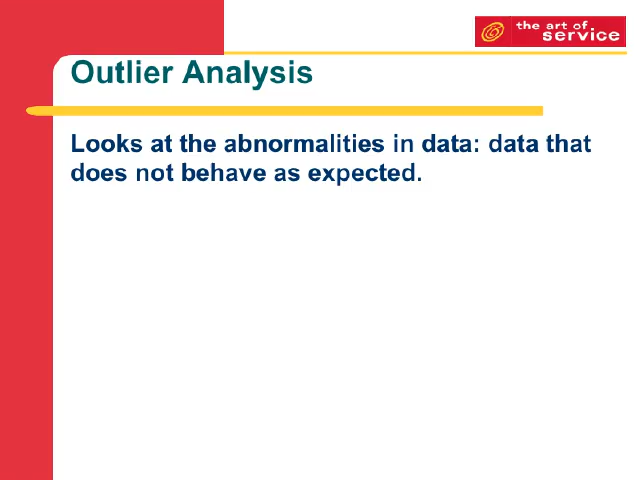 the art of
service
Outlier Analysis
Looks at the abnormalities in data: data that
does not behave as expected.